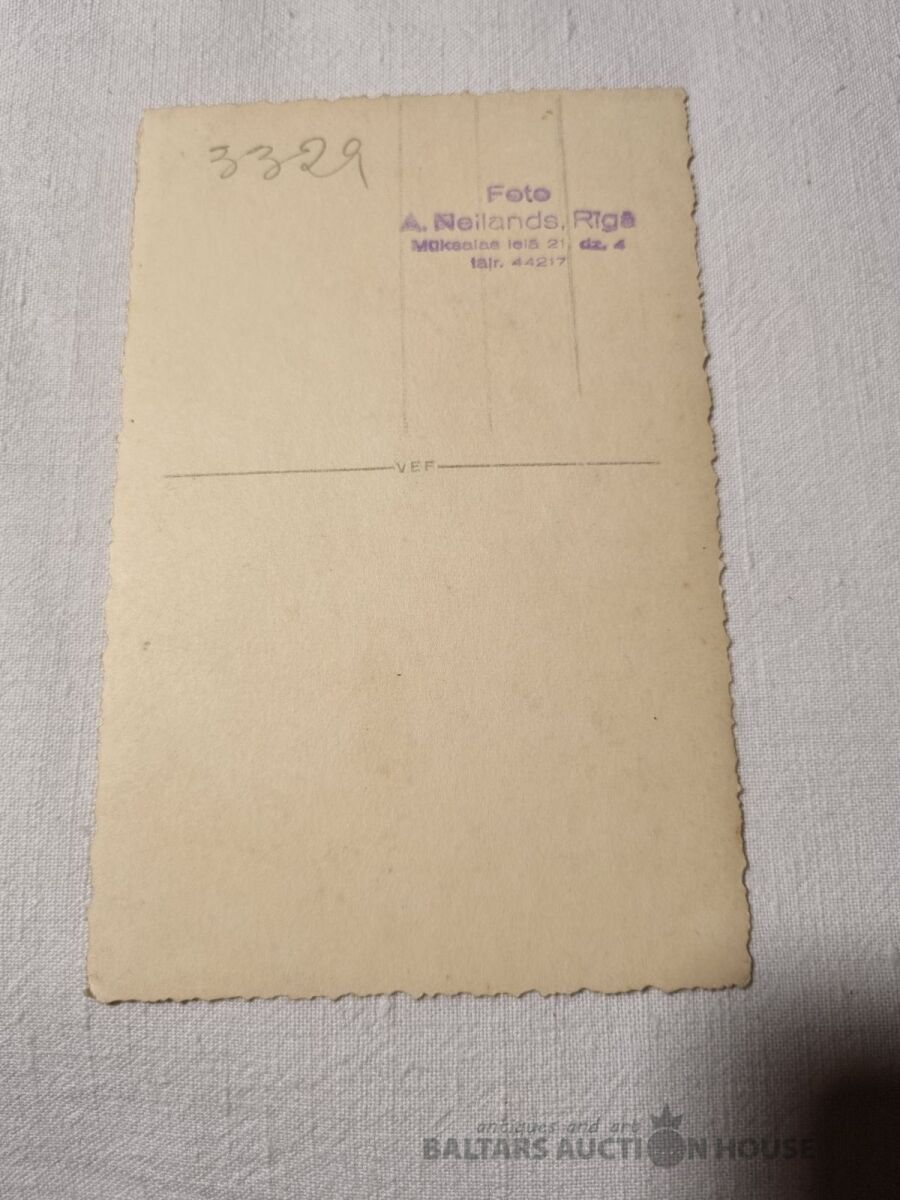 3329
Foto
A. Neilands, Rīgā
Mūksalas ielā 21, dz. 4
tālr. 44217
VEF
antiques and art
BALTARS AUCTION HOUSE